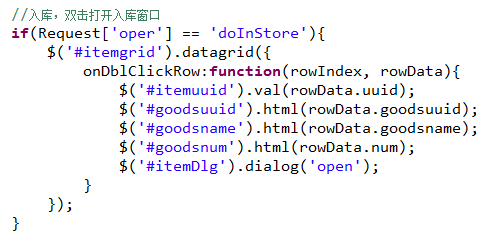 //入库，双击打开入库窗口
if(Request['oper'] == 'doInStore'){
    $('#itemgrid').datagrid({
        onDblClickRow:function(rowIndex, rowData){
            $('#itemuuid').val(rowData.uuid);
            $('#goodsuuid').html(rowData.goodsuuid);
            $('#goodsname').html(rowData.goodsname);
            $('#goodsnum').html(rowData.num);
            $('#itemDlg').dialog('open');
        }
    });
}